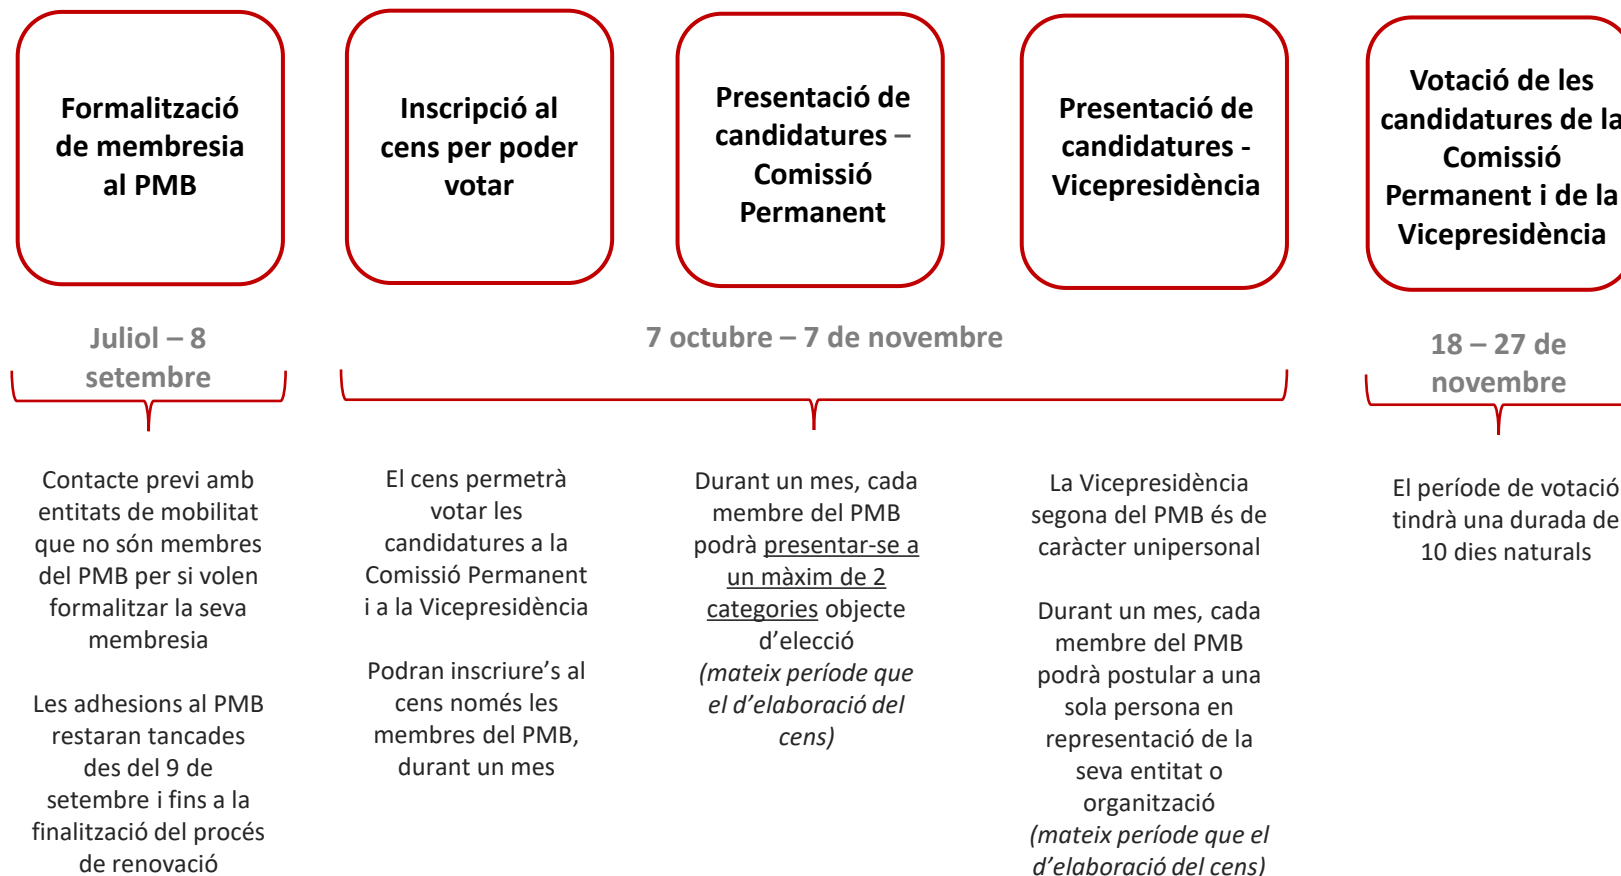 Formalització
de membresia
al PMB
Inscripció al
cens per poder
votar
Presentació de
candidatures –
Comissió
Permanent
Presentació de
candidatures -
Vicepresidència
Votació de les
candidatures de la
Comissió
Permanent i de la
Vicepresidència
Juliol – 8
setembre
7 octubre – 7 de novembre
18 – 27 de
novembre
Contacte previ amb
entitats de mobilitat
que no són membres
del PMB per si volen
formalitzar la seva
membresia
Les adhesions al PMB
restaran tancades
des del 9 de
setembre i fins a la
finalització del procés
de renovació
El cens permetrà
votar les
candidatures a la
Comissió Permanent
i a la Vicepresidència
Podran inscriure’s al
cens només les
membres del PMB,
durant un mes
Durant un mes, cada
membre del PMB
podrà presentar-se a
un màxim de 2
categories objecte
d’elecció
(mateix període que
el d’elaboració del
cens)
La Vicepresidència
segona del PMB és de
caràcter unipersonal
Durant un mes, cada
membre del PMB
podrà postular a una
sola persona en
representació de la
seva entitat o
organització
(mateix període que el
d’elaboració del cens)
El període de votació
tindrà una durada de
10 dies naturals